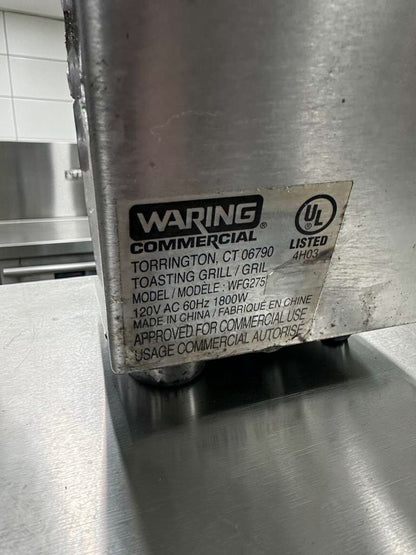 WARING®
COMMERCIAL®
UL®
LISTED
4H03
TORRINGTON, CT 06790
TOASTING GRILL / GRIL
MODEL / MODÈLE : WFG275
120V AC 60Hz 1800W
MADE IN CHINA / FABRIQUÉ EN CHINE
APPROVED FOR COMMERCIAL USE
USAGE COMMERCIAL AUTORISE